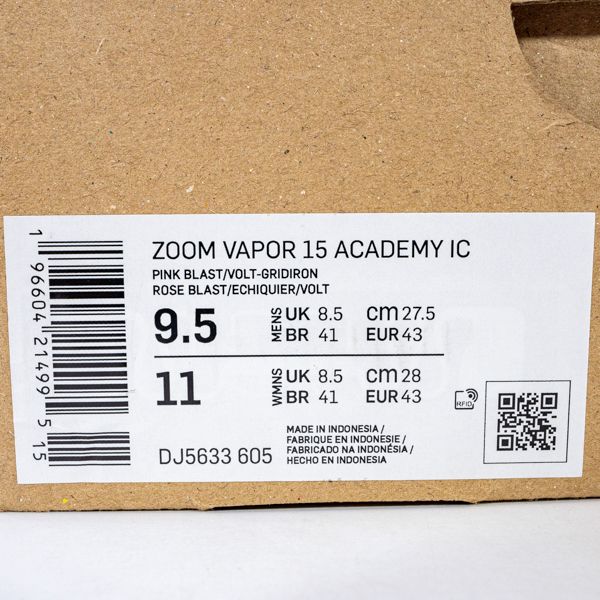 ZOOM VAPOR 15 ACADEMY IC
PINK BLAST/VOLT-GRIDIRON
ROSE BLAST/ECHIQUIER/VOLT
9.5 MENS UK 8.5 CM 27.5
BR 41 EUR 43
11 WMNS UK 8.5 CM 28
BR 41 EUR 43
DJ5633 605
MADE IN INDONESIA /
FABRIQUE EN INDONESIE /
FABRICADO NA INDONÉSIA /
HECHO EN INDONESIA
RFID
1 96604 21499 5 15